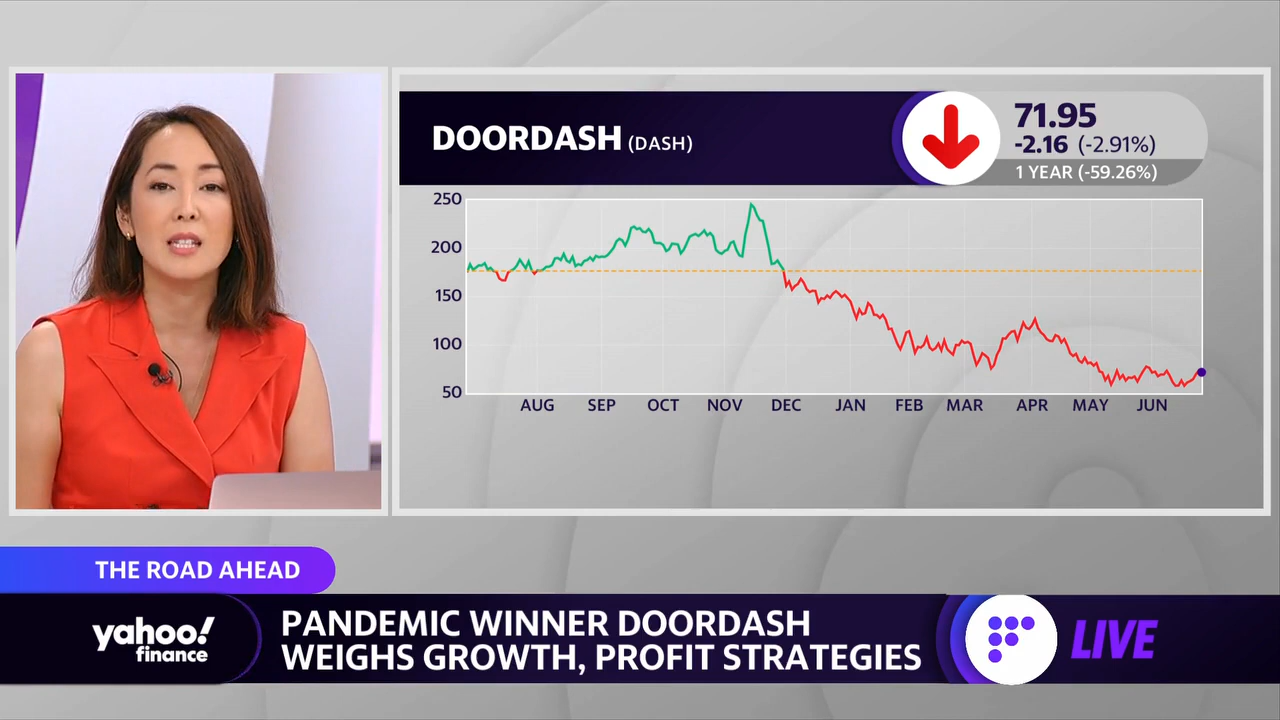 DOORDASH (DASH)
71.95
-2.16 (-2.91%)
1 YEAR (-59.26%)
250
200
150
100
50
AUG SEP OCT NOV DEC JAN FEB MAR APR MAY JUN
THE ROAD AHEAD
yahoo!
finance
PANDEMIC WINNER DOORDASH
WEIGHS GROWTH, PROFIT STRATEGIES
LIVE